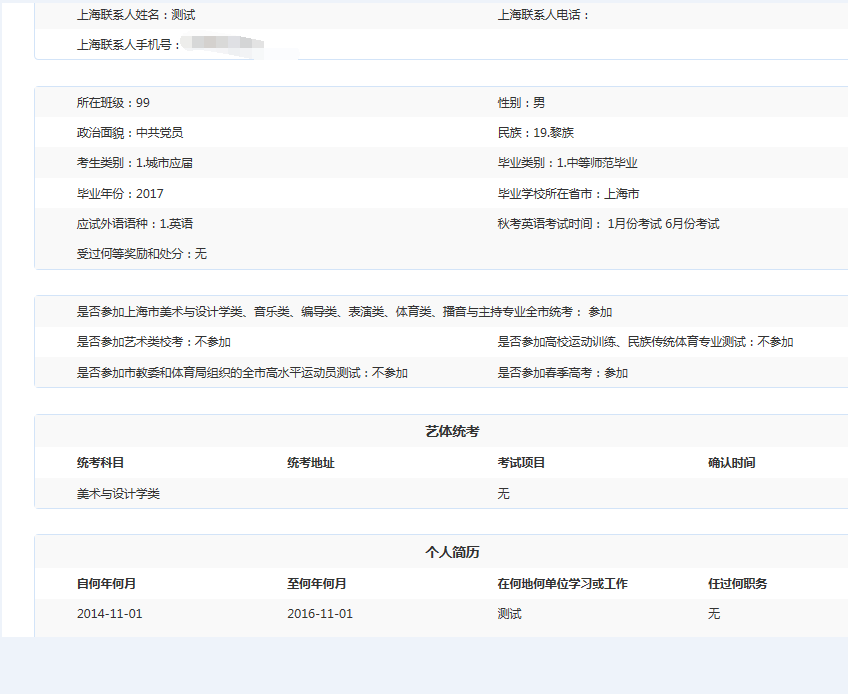 上海联系人姓名：测试 上海联系人电话：
上海联系人手机号：
所在班级：99 性别：男
政治面貌：中共党员 民族：19.黎族
考生类别：1.城市应届 毕业类别：1.中等师范毕业
毕业年份：2017 毕业学校所在省市：上海市
应试外语语种：1.英语 秋考英语考试时间： 1月份考试 6月份考试
受过何等奖励和处分：无
是否参加上海市美术与设计学类、音乐类、编导类、表演类、体育类、播音与主持专业全市统考： 参加
是否参加艺术类校考：不参加 是否参加高校运动训练、民族传统体育专业测试：不参加
是否参加市教委和体育局组织的全市高水平运动员测试：不参加 是否参加春季高考：参加
艺体统考
统考科目 统考地址 考试项目 确认时间
美术与设计学类 无
个人简历
自何年何月 至何年何月 在何地何单位学习或工作 任过何职务
2014-11-01 2016-11-01 测试 无